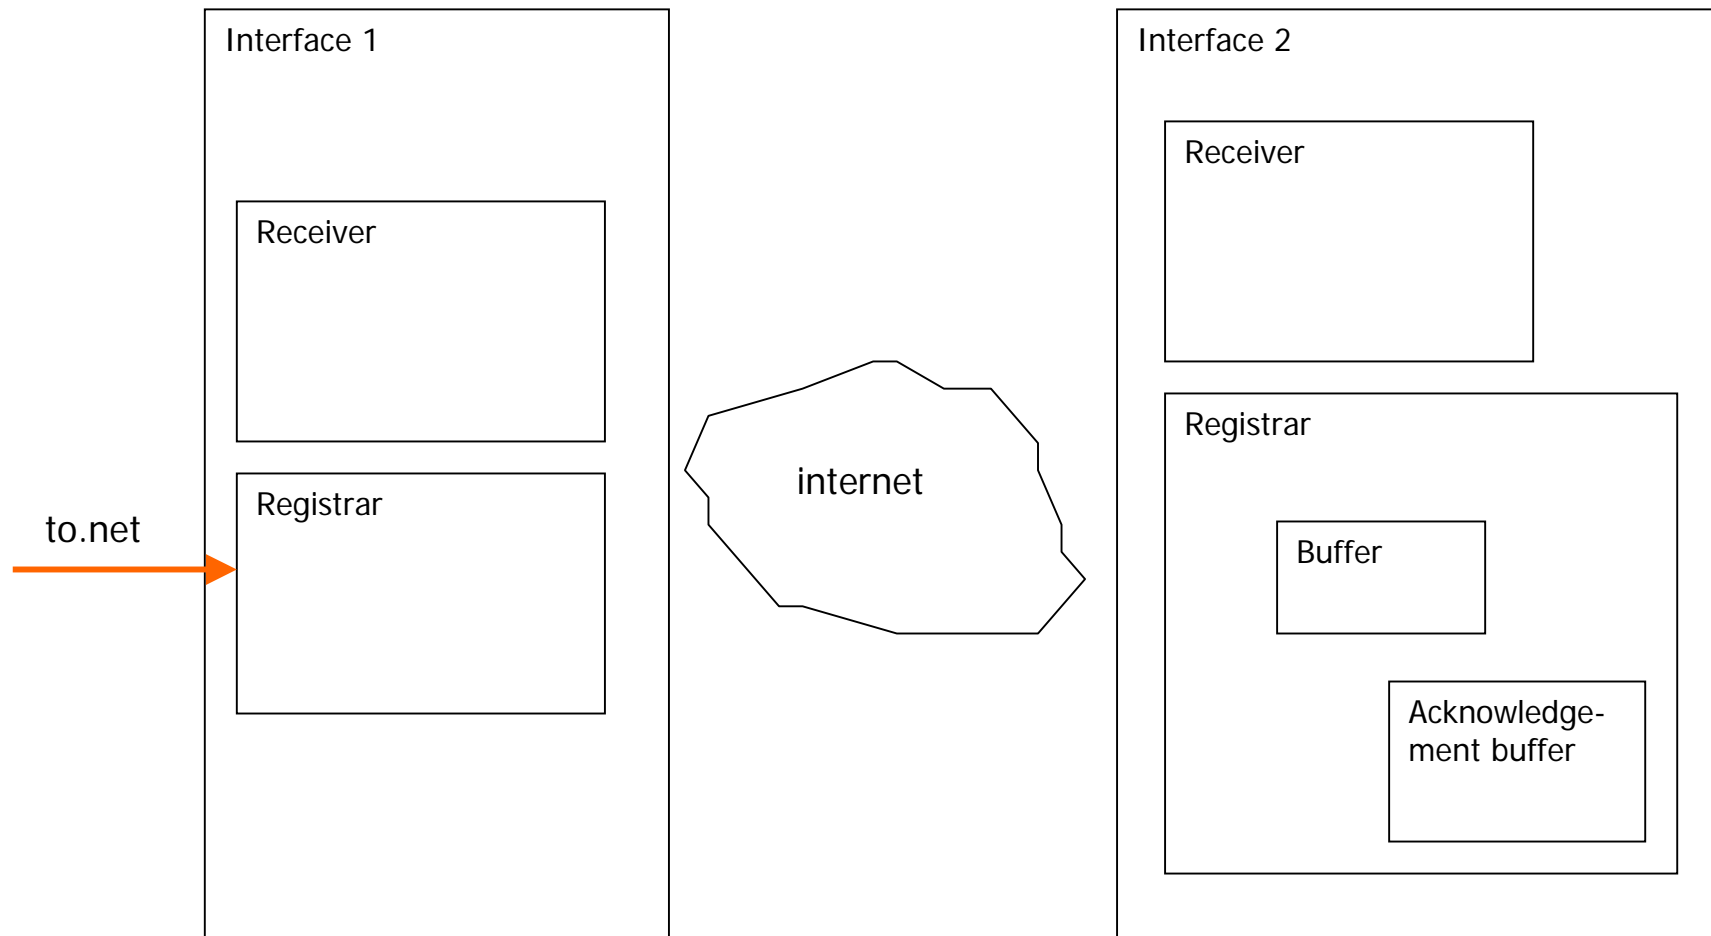 Interface 1
Receiver
Registrar
to.net
internet
Interface 2
Receiver
Registrar
Buffer
Acknowledge-
ment buffer